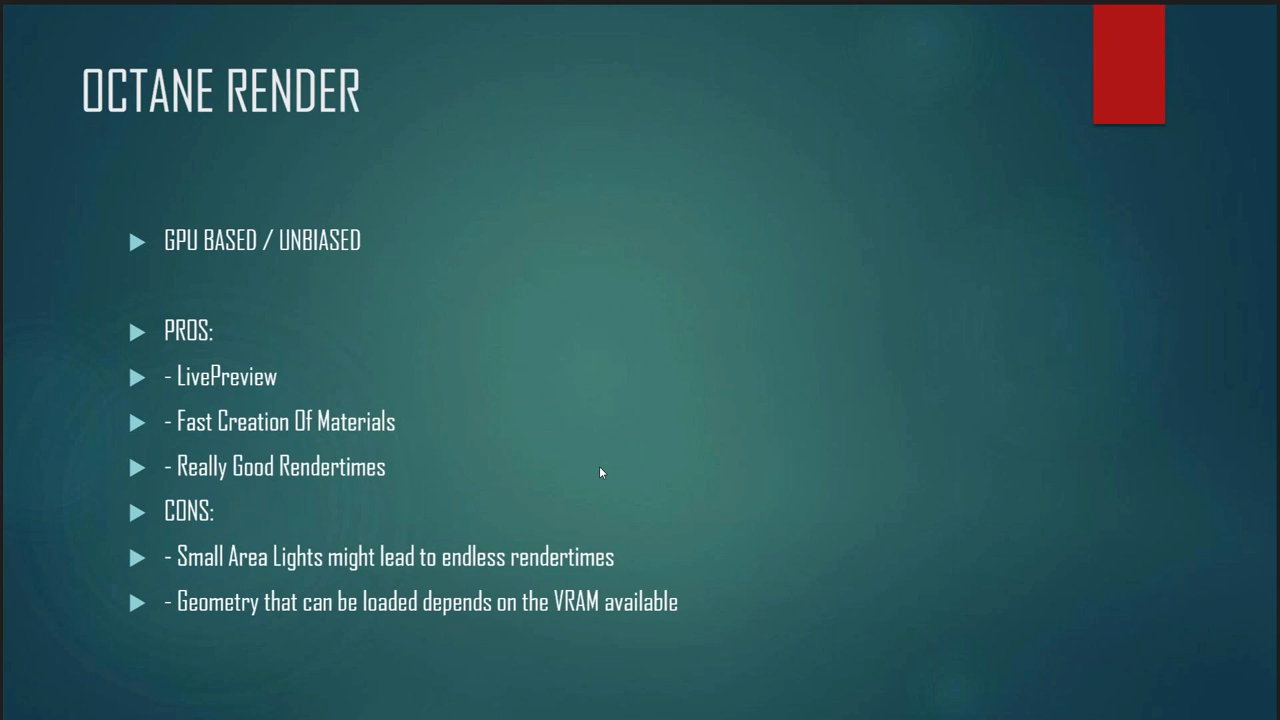 OCTANE RENDER
GPU BASED / UNBIASED
PROS:
- LivePreview
- Fast Creation Of Materials
- Really Good Rendertimes
CONS:
- Small Area Lights might lead to endless rendertimes
- Geometry that can be loaded depends on the VRAM available